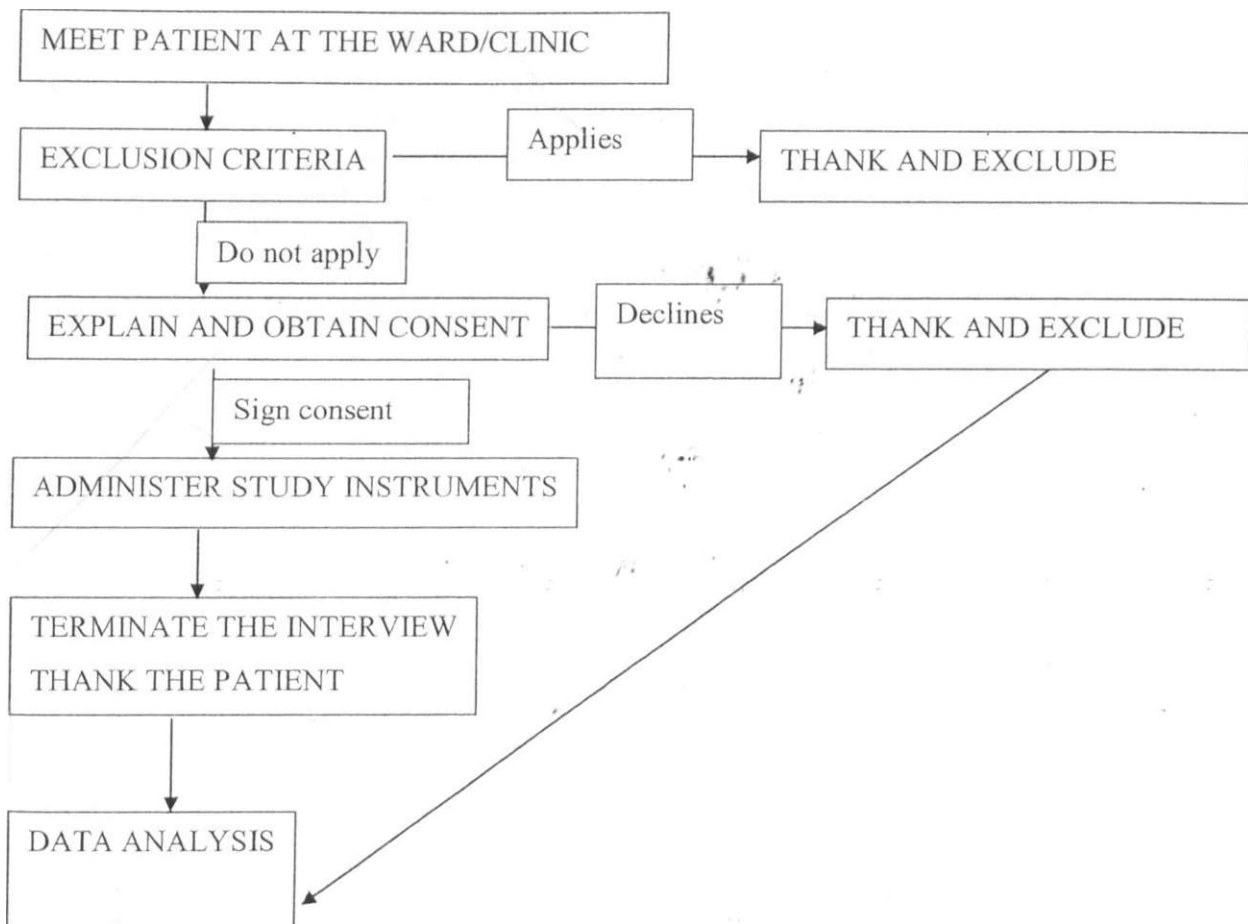 MEET PATIENT AT THE WARD/CLINIC
EXCLUSION CRITERIA
Applies
THANK AND EXCLUDE
Do not apply
EXPLAIN AND OBTAIN CONSENT
Declines
THANK AND EXCLUDE
Sign consent
ADMINISTER STUDY INSTRUMENTS
TERMINATE THE INTERVIEW
THANK THE PATIENT
DATA ANALYSIS